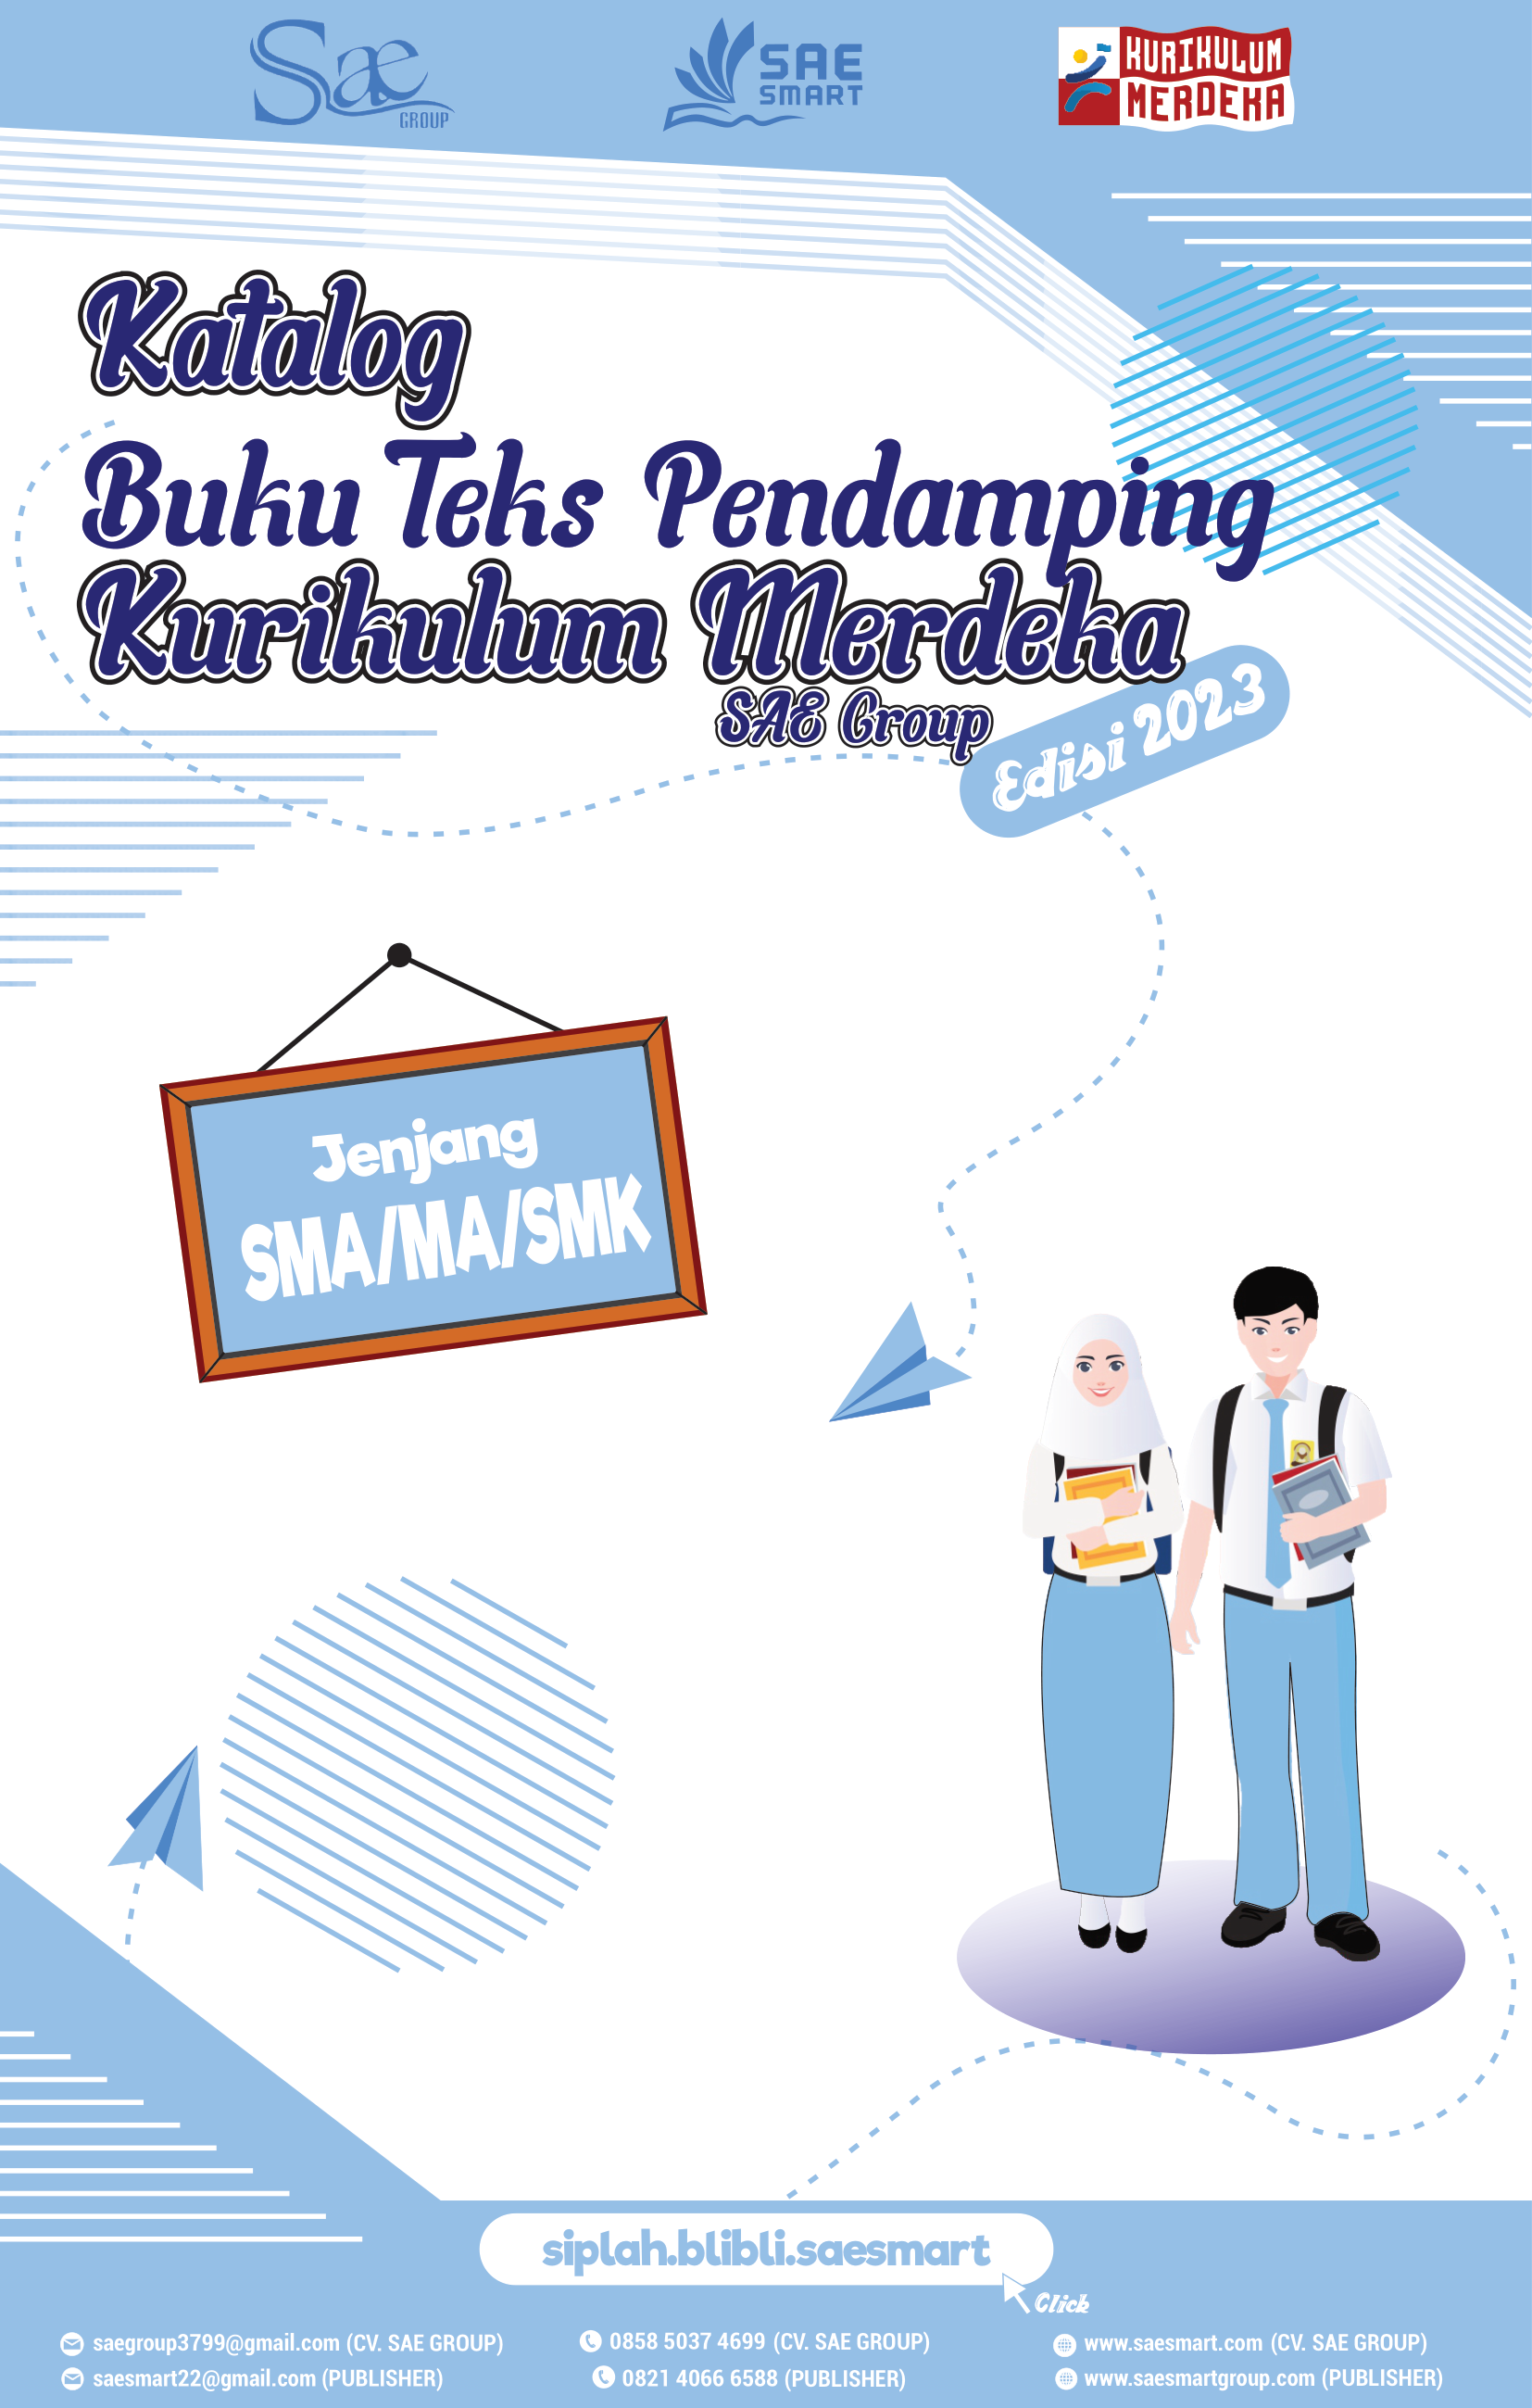 Sae
GROUP
SAE
SMART
KURIKULUM
MERDEKA
Katalog
Buku Teks Pendamping
Kurikulum Merdeka
SAE Group
Edisi 2023
Jenjang
SMA/MA/SMK
siplah.blibli.saesmart
Click
saegroup3799@gmail.com (CV. SAE GROUP)
0858 5037 4699 (CV. SAE GROUP)
www.saesmart.com (CV. SAE GROUP)
saesmart22@gmail.com (PUBLISHER)
0821 4066 6588 (PUBLISHER)
www.saesmartgroup.com (PUBLISHER)